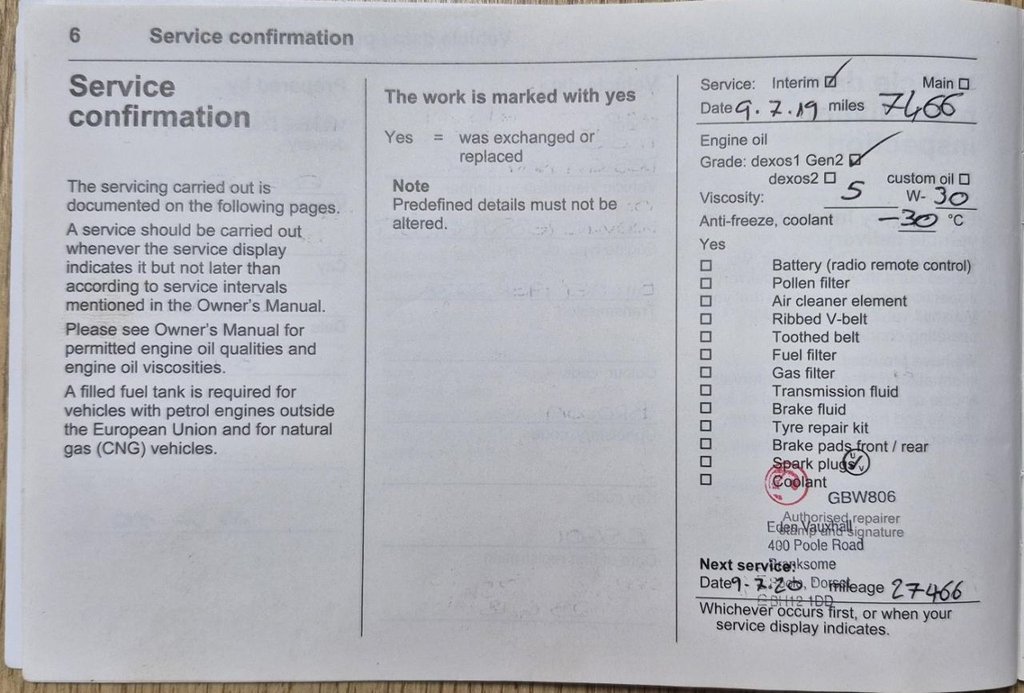 6 Service confirmation
Service
confirmation
The servicing carried out is
documented on the following pages.
A service should be carried out
whenever the service display
indicates it but not later than
according to service intervals
mentioned in the Owner's Manual.
Please see Owner's Manual for
permitted engine oil qualities and
engine oil viscosities.
A filled fuel tank is required for
vehicles with petrol engines outside
the European Union and for natural
gas (CNG) vehicles.
The work is marked with yes
Yes = was exchanged or
replaced
Note
Predefined details must not be
altered.
Service: Interim ☑ Main ☐
Date 9.7.19 miles 7466
Engine oil
Grade: dexos1 Gen2 ☑
dexos2 ☐ custom oil ☐
Viscosity: 5 W- 30
Anti-freeze, coolant -30 °C
Yes
☐ Battery (radio remote control)
☐ Pollen filter
☐ Air cleaner element
☐ Ribbed V-belt
☐ Toothed belt
☐ Fuel filter
☐ Gas filter
☐ Transmission fluid
☐ Brake fluid
☐ Tyre repair kit
☐ Brake pads front / rear
☐ Spark plugs
☐ Coolant
GBW806
Authorised repairer
stamp and signature
Eden Vauxhall
400 Poole Road
Branksome
Poole, Dorset
BH12 1DD
Next service:
Date 9-7.20 mileage 27466
Whichever occurs first, or when your
service display indicates.